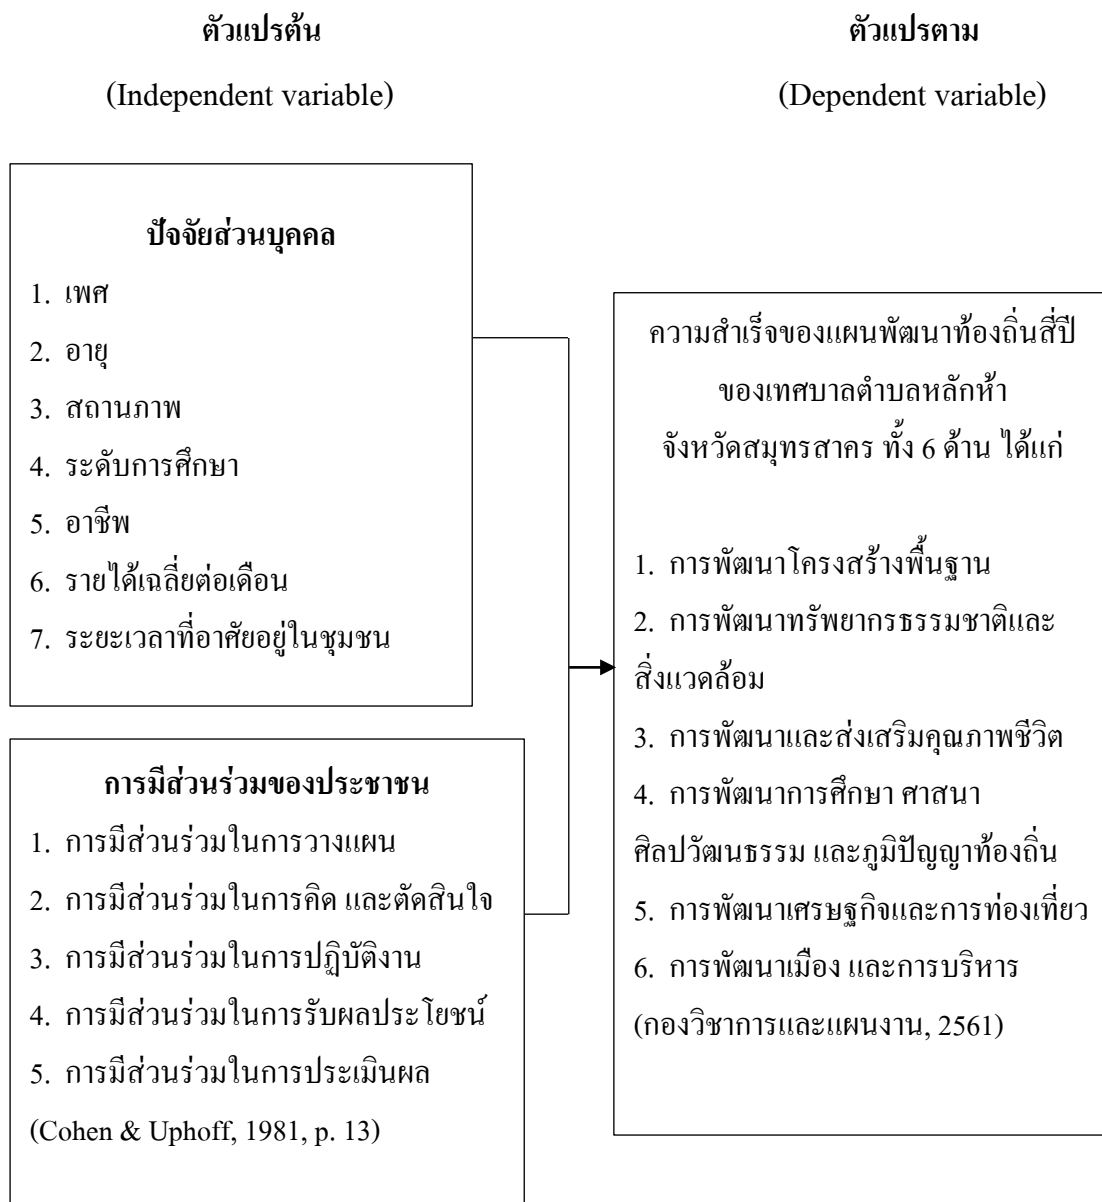 ตัวแปรต้น
(Independent variable)
ตัวแปรตาม
(Dependent variable)
ปัจจัยส่วนบุคคล
1. เพศ
2. อายุ
3. สถานภาพ
4. ระดับการศึกษา
5. อาชีพ
6. รายได้เฉลี่ยต่อเดือน
7. ระยะเวลาที่อาศัยอยู่ในชุมชน
การมีส่วนร่วมของประชาชน
1. การมีส่วนร่วมในการวางแผน
2. การมีส่วนร่วมในการคิด และตัดสินใจ
3. การมีส่วนร่วมในการปฏิบัติงาน
4. การมีส่วนร่วมในการรับผลประโยชน์
5. การมีส่วนร่วมในการประเมินผล
(Cohen & Uphoff, 1981, p. 13)
ความสำเร็จของแผนพัฒนาท้องถิ่นสี่ปี
ของเทศบาลตำบลหลักห้า
จังหวัดสมุทรสาคร ทั้ง 6 ด้าน ได้แก่
1. การพัฒนาโครงสร้างพื้นฐาน
2. การพัฒนาทรัพยากรธรรมชาติและ
สิ่งแวดล้อม
3. การพัฒนาและส่งเสริมคุณภาพชีวิต
4. การพัฒนาการศึกษา ศาสนา
ศิลปวัฒนธรรม และภูมิปัญญาท้องถิ่น
5. การพัฒนาเศรษฐกิจและการท่องเที่ยว
6. การพัฒนาเมือง และการบริหาร
(กองวิชาการและแผนงาน, 2561)